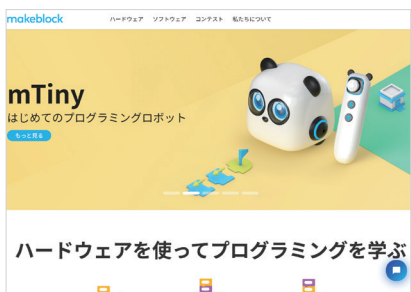 makeblock
ハードウェア ソフトウェア コンテスト 私たちについて
mTiny
はじめてのプログラミングロボット
もっと見る
ハードウェアを使ってプログラミングを学ぶ